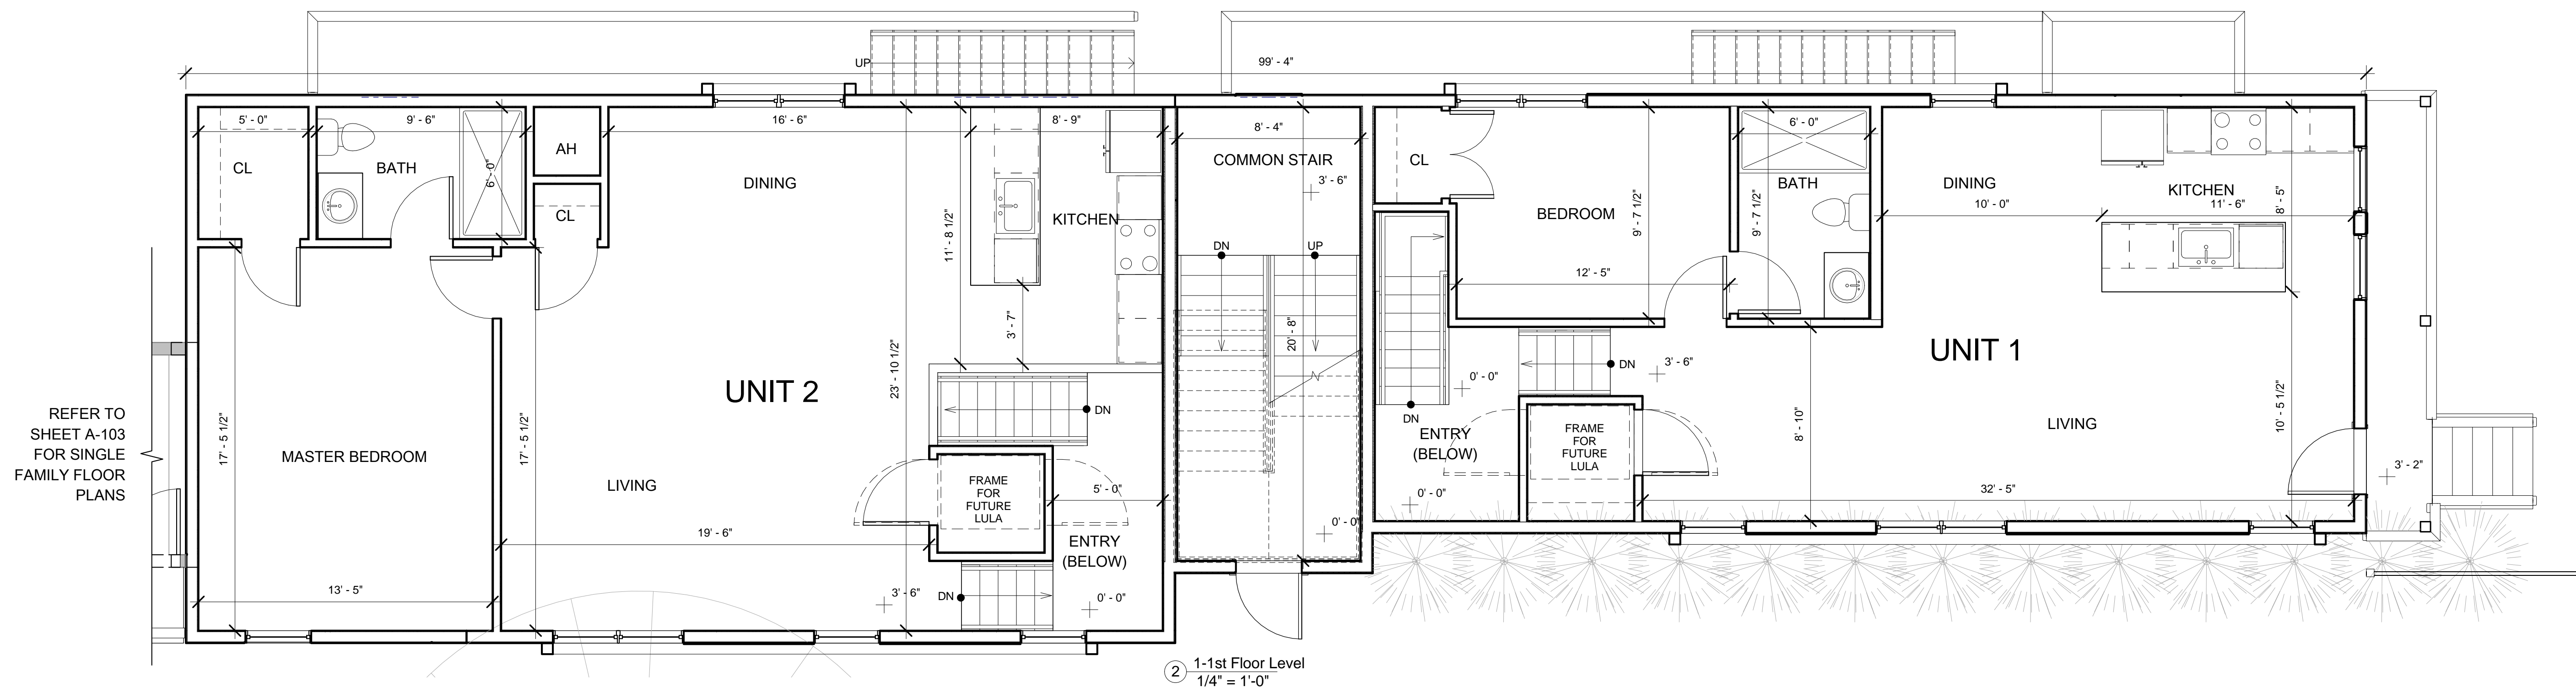 99' - 4"
UP
5' - 0"
9' - 6"
16' - 6"
8' - 9"
8' - 4"
6' - 0"
CL
BATH
6' - 0"
AH
CL
DINING
KITCHEN
11' - 8 1/2"
3' - 7"
23' - 10 1/2"
UNIT 2
DN
17' - 5 1/2"
17' - 5 1/2"
MASTER BEDROOM
LIVING
FRAME
FOR
FUTURE
LULA
5' - 0"
19' - 6"
ENTRY
(BELOW)
13' - 5"
3' - 6"
DN
0' - 0"
REFER TO
SHEET A-103
FOR SINGLE
FAMILY FLOOR
PLANS
COMMON STAIR
3' - 6"
DN
UP
20' - 8"
0' - 0"
CL
BEDROOM
9' - 7 1/2"
9' - 7 1/2"
12' - 5"
BATH
DINING
10' - 0"
KITCHEN
11' - 6"
8' - 5"
UNIT 1
DN
3' - 6"
0' - 0"
DN
ENTRY
(BELOW)
0' - 0"
FRAME
FOR
FUTURE
LULA
8' - 10"
LIVING
10' - 5 1/2"
3' - 2"
32' - 5"
2
1-1st Floor Level
1/4" = 1'-0"